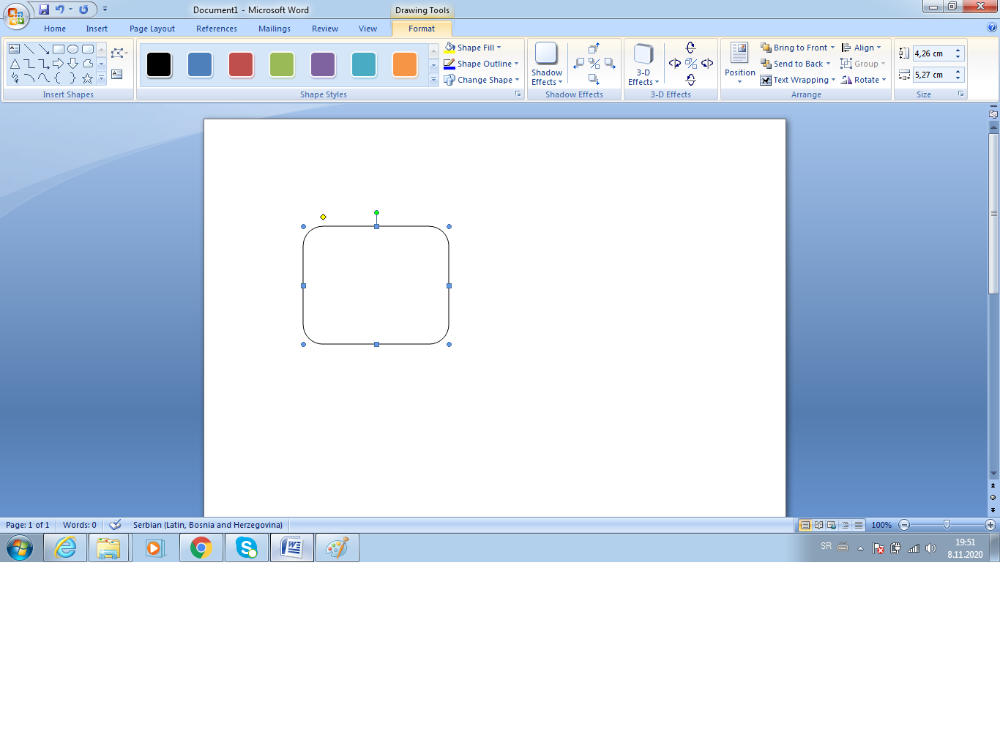 Document1 - Microsoft Word
Drawing Tools
Home Insert Page Layout References Mailings Review View Format
Shape Fill
Shape Outline
Change Shape
Shadow Effects
3-D Effects
Position
Bring to Front
Send to Back
Text Wrapping
Align
Group
Rotate
4,26 cm
5,27 cm
Insert Shapes Shape Styles Shadow Effects 3-D Effects Arrange Size
Page: 1 of 1 Words: 0 Serbian (Latin, Bosnia and Herzegovina) 100%
SR 19:51
8.11.2020